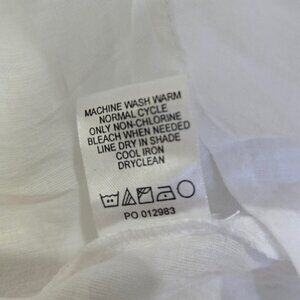 MACHINE WASH WARM
NORMAL CYCLE
ONLY NON-CHLORINE
BLEACH WHEN NEEDED
LINE DRY IN SHADE
COOL IRON
DRYCLEAN
PO 012983